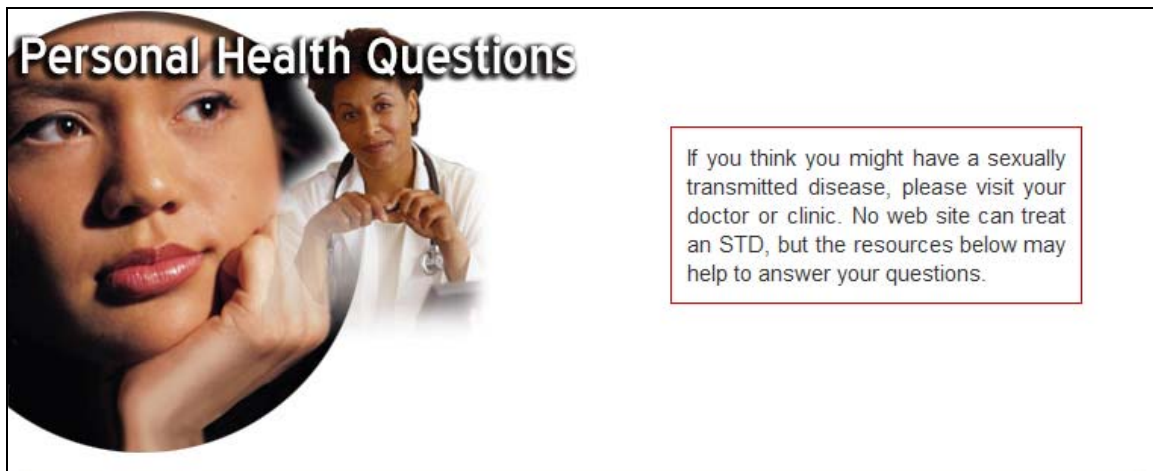 Personal Health Questions
If you think you might have a sexually
transmitted disease, please visit your
doctor or clinic. No web site can treat
an STD, but the resources below may
help to answer your questions.